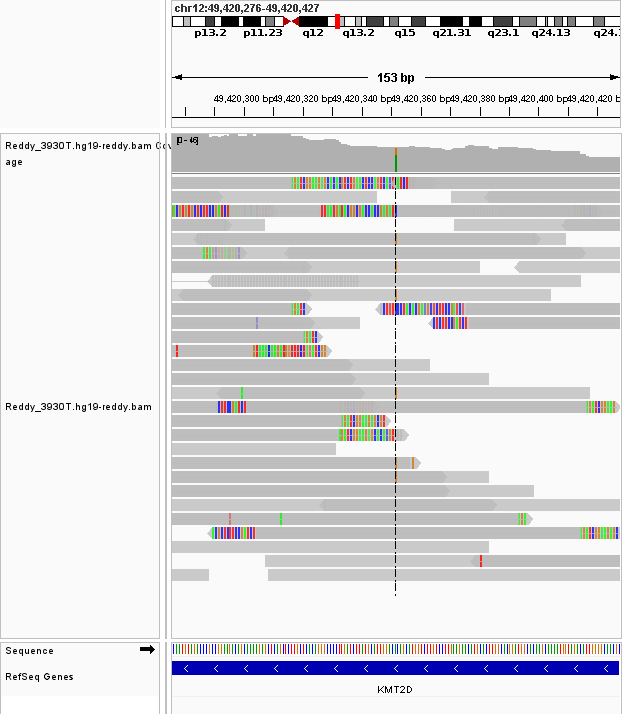 chr12:49,420,276-49,420,427
p13.2 p11.23 q12 q13.2 q15 q21.31 q23.1 q24.13 q24.
153 bp
49,420,300 bp 49,420,320 bp 49,420,340 bp 49,420,360 bp 49,420,380 bp 49,420,400 bp 49,420,420 b
Reddy_3930T.hg19-reddy.bam Cov
age
Reddy_3930T.hg19-reddy.bam
Sequence
RefSeq Genes
KMT2D